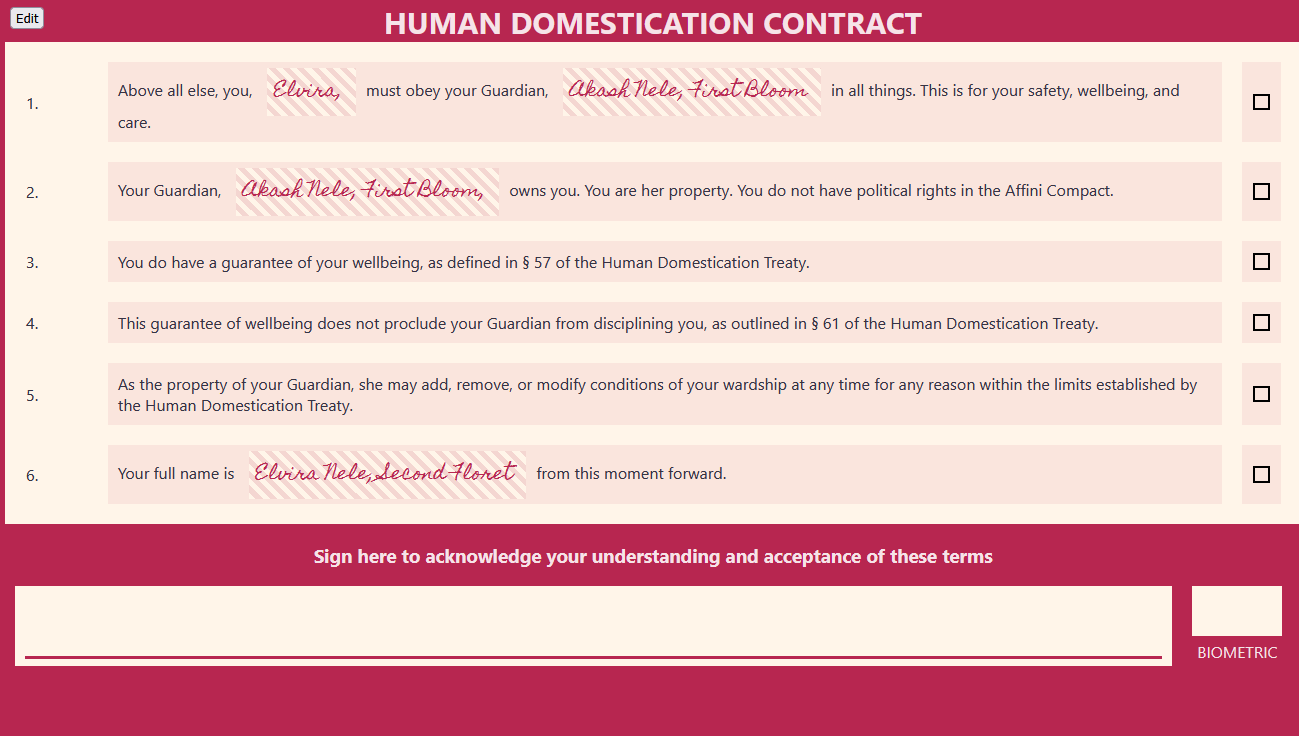 Edit
HUMAN DOMESTICATION CONTRACT
1. Above all else, you, Elvira, must obey your Guardian, Akash Nele, First Bloom in all things. This is for your safety, wellbeing, and
care.
2. Your Guardian, Akash Nele, First Bloom, owns you. You are her property. You do not have political rights in the Affini Compact.
3. You do have a guarantee of your wellbeing, as defined in § 57 of the Human Domestication Treaty.
4. This guarantee of wellbeing does not proclude your Guardian from disciplining you, as outlined in § 61 of the Human Domestication Treaty.
5. As the property of your Guardian, she may add, remove, or modify conditions of your wardship at any time for any reason within the limits established by
the Human Domestication Treaty.
6. Your full name is Elvira Nele, Second Floret from this moment forward.
Sign here to acknowledge your understanding and acceptance of these terms
BIOMETRIC